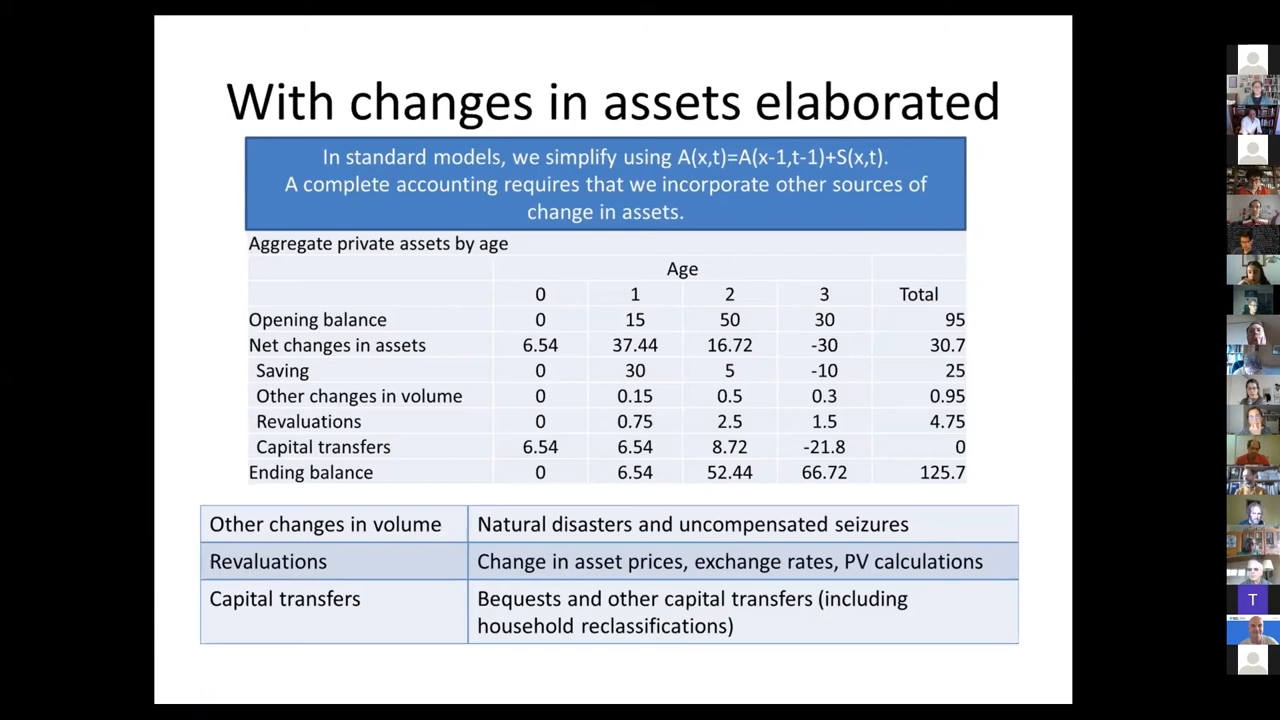 With changes in assets elaborated
In standard models, we simplify using A(x,t)=A(x-1,t-1)+S(x,t).
A complete accounting requires that we incorporate other sources of
change in assets.
Aggregate private assets by age
Age
0 1 2 3 Total
Opening balance 0 15 50 30 95
Net changes in assets 6.54 37.44 16.72 -30 30.7
Saving 0 30 5 -10 25
Other changes in volume 0 0.15 0.5 0.3 0.95
Revaluations 0 0.75 2.5 1.5 4.75
Capital transfers 6.54 6.54 8.72 -21.8 0
Ending balance 0 6.54 52.44 66.72 125.7
Other changes in volume Natural disasters and uncompensated seizures
Revaluations Change in asset prices, exchange rates, PV calculations
Capital transfers Bequests and other capital transfers (including
household reclassifications)
T